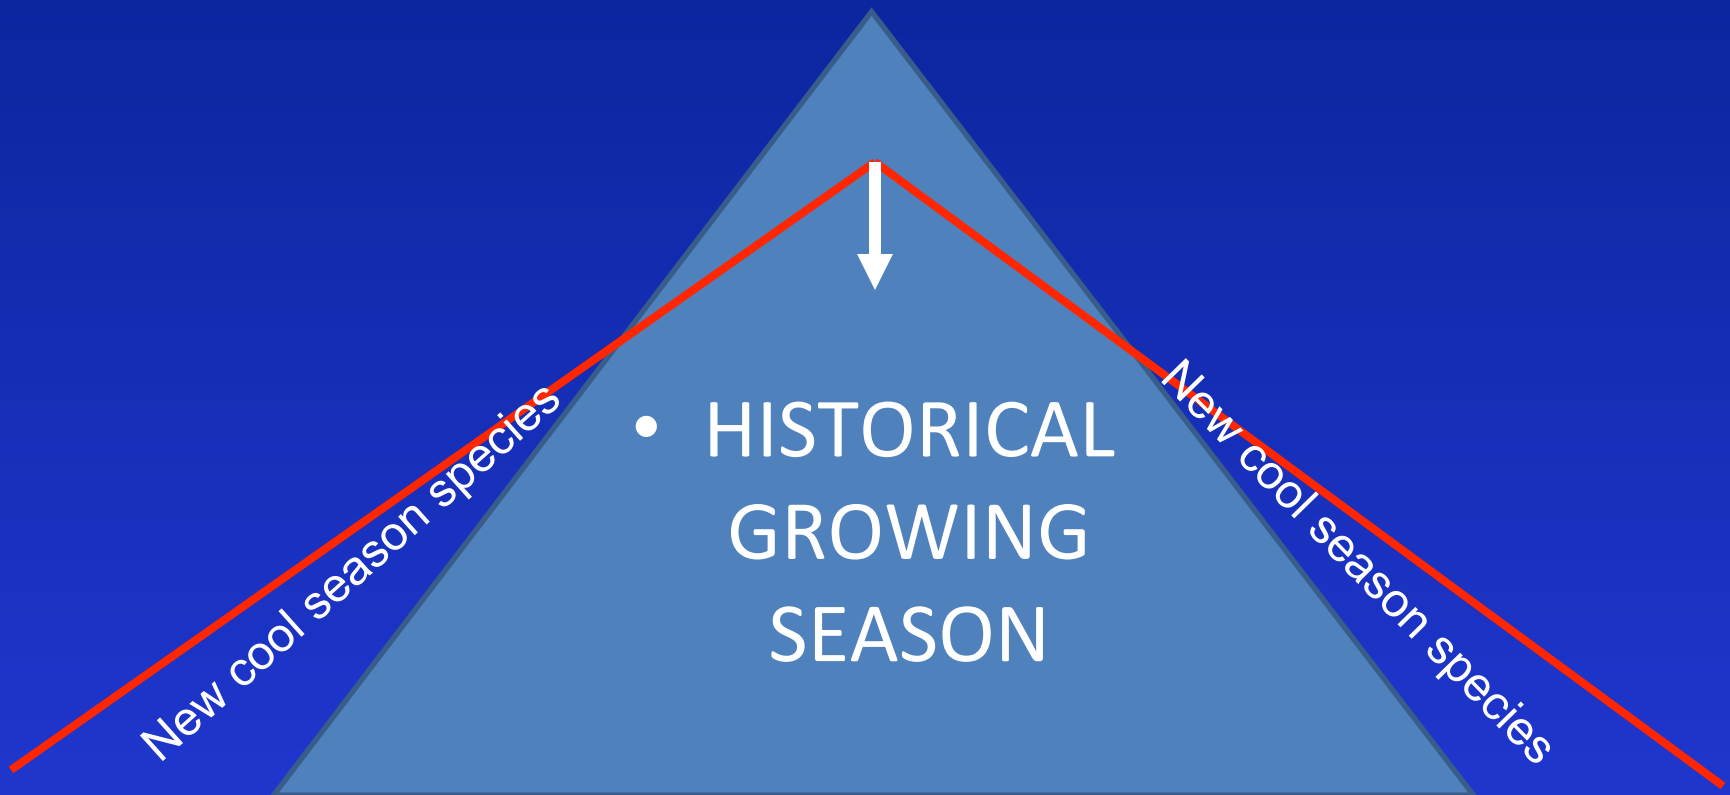 New cool season species
• HISTORICAL
GROWING
SEASON
New cool season species